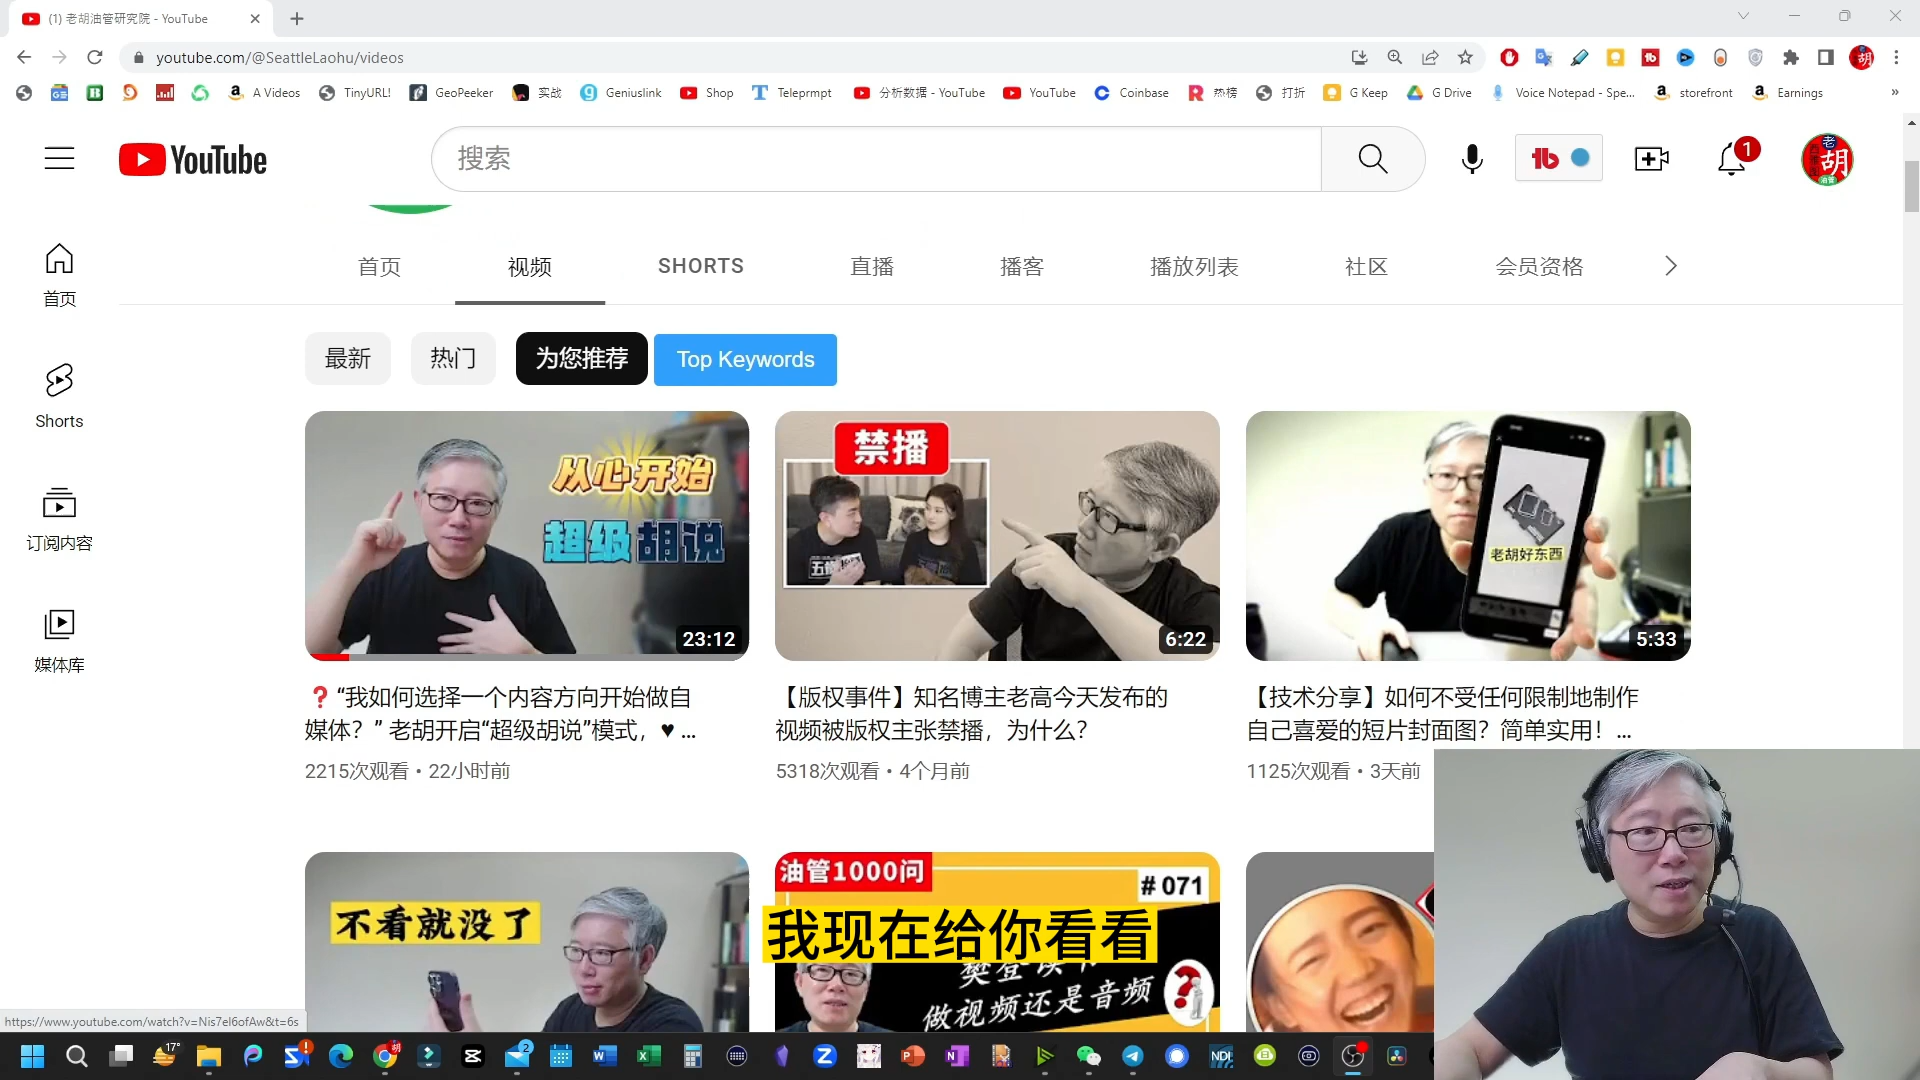 (1) 老胡油管研究院 - YouTube
youtube.com/@SeattleLaohu/videos
A Videos
TinyURL!
GeoPeeker
实战
Geniuslink
Shop
Teleprmpt
分析数据 - YouTube
YouTube
Coinbase
热榜
打折
G Keep
G Drive
Voice Notepad - Spe...
storefront
Earnings
»
YouTube
搜索
1
老
胡
油管
首页
视频
SHORTS
直播
播客
播放列表
社区
会员资格
首页
Shorts
订阅内容
媒体库
最新
热门
为您推荐
Top Keywords
从心开始
超级胡说
23:12
禁播
6:22
老胡好东西
5:33
❓“我如何选择一个内容方向开始做自
媒体？” 老胡开启“超级胡说”模式，♥ ...
2215次观看 • 22小时前
【版权事件】知名博主老高今天发布的
视频被版权主张禁播，为什么？
5318次观看 • 4个月前
【技术分享】如何不受任何限制地制作
自己喜爱的短片封面图？简单实用！...
1125次观看 • 3天前
不看就没了
油管1000问
# 071
我现在给你看看
樊登读书
做视频还是音频
https://www.youtube.com/watch?v=Nis7el6ofAw&t=6s
17°
2
NDI